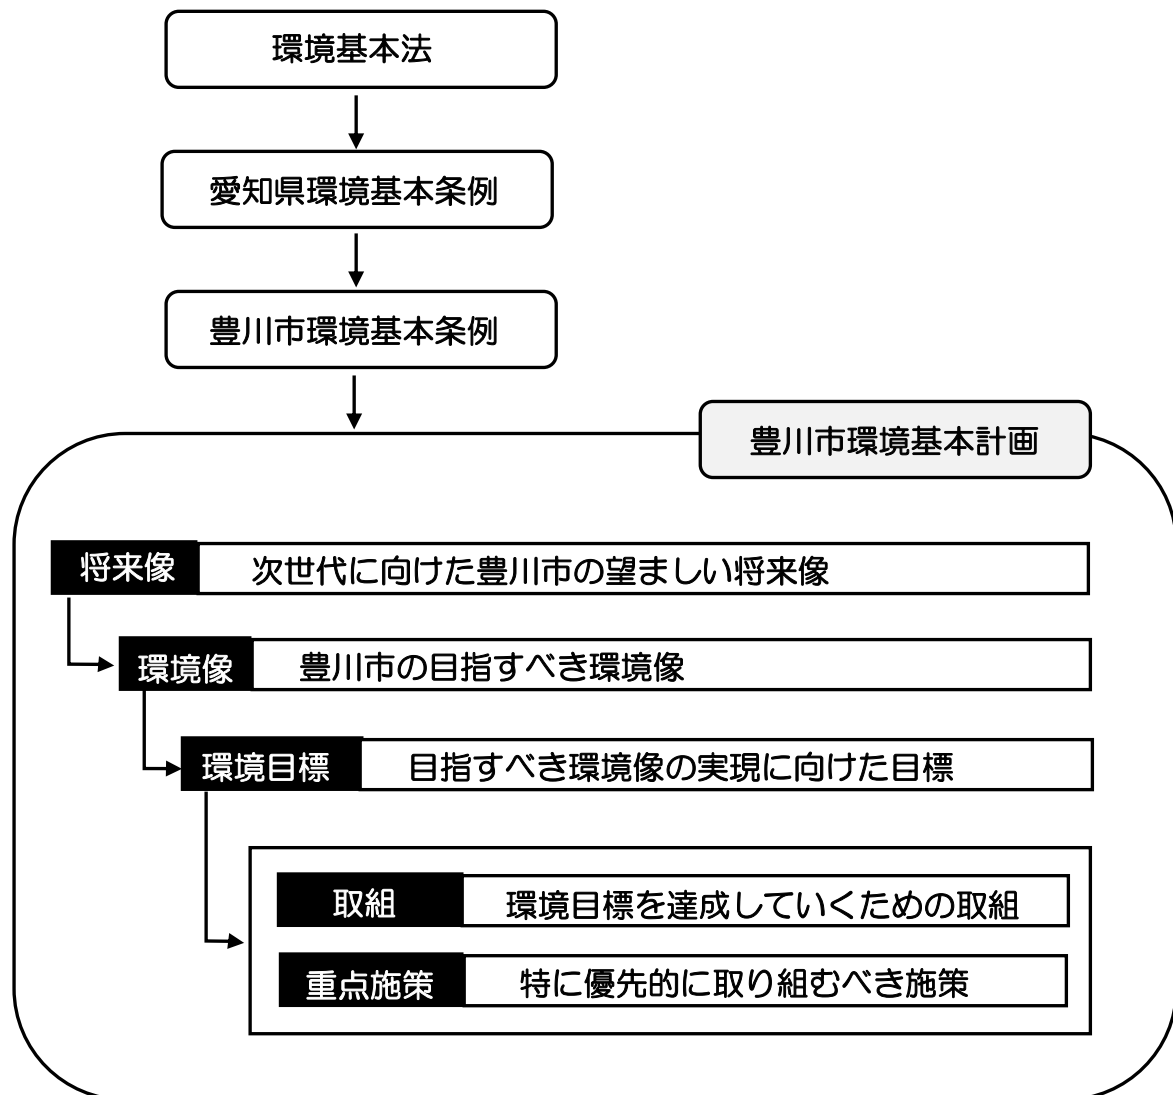 環境基本法
愛知県環境基本条例
豊川市環境基本条例
豊川市環境基本計画
将来像 次世代に向けた豊川市の望ましい将来像
環境像 豊川市の目指すべき環境像
環境目標 目指すべき環境像の実現に向けた目標
取組 環境目標を達成していくための取組
重点施策 特に優先的に取り組むべき施策